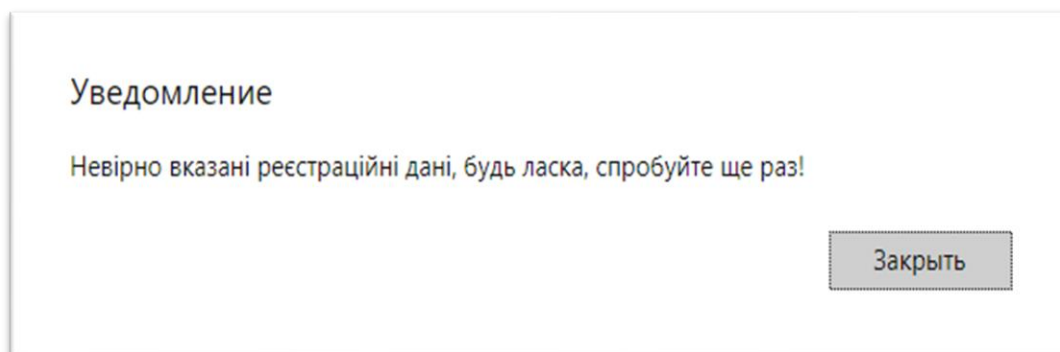 Уведомление
Невірно вказані реєстраційні дані, будь ласка, спробуйте ще раз!
Закрыть